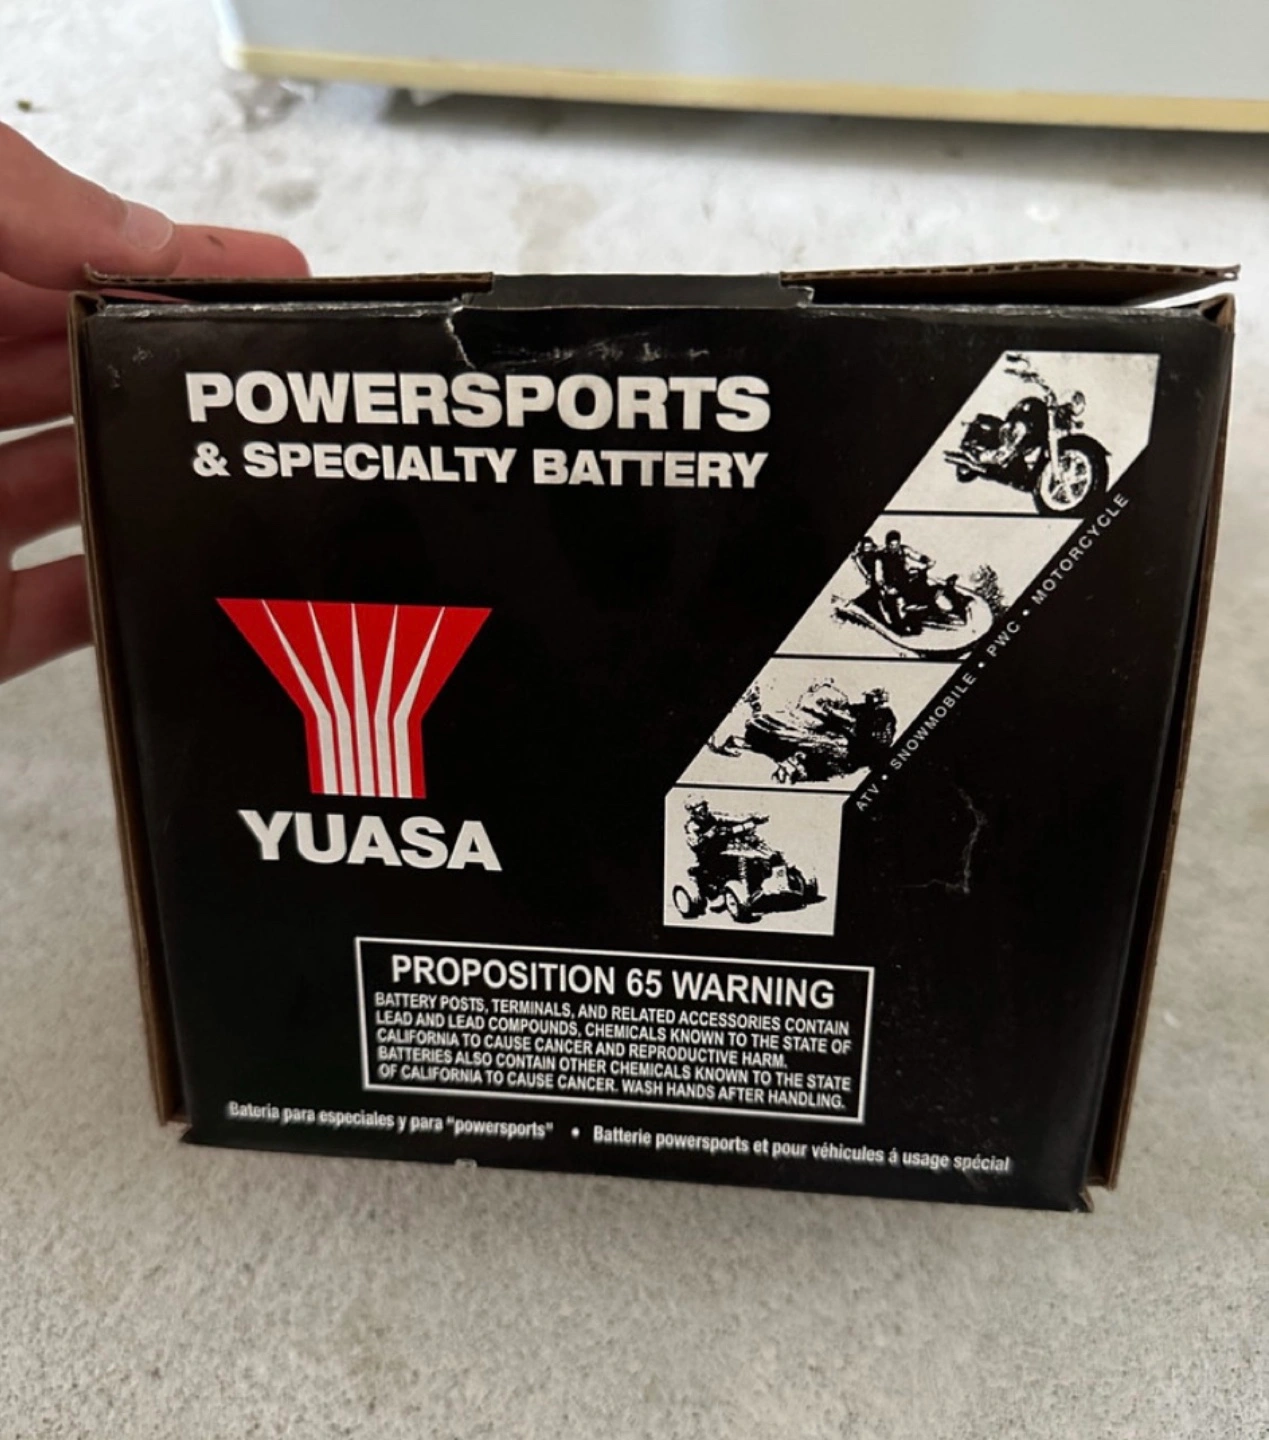 POWERSPORTS
& SPECIALTY BATTERY
ATV • SNOWMOBILE • PWC • MOTORCYCLE
YUASA
PROPOSITION 65 WARNING
BATTERY POSTS, TERMINALS, AND RELATED ACCESSORIES CONTAIN
LEAD AND LEAD COMPOUNDS, CHEMICALS KNOWN TO THE STATE OF
CALIFORNIA TO CAUSE CANCER AND REPRODUCTIVE HARM.
BATTERIES ALSO CONTAIN OTHER CHEMICALS KNOWN TO THE STATE
OF CALIFORNIA TO CAUSE CANCER. WASH HANDS AFTER HANDLING.
Bateria para especiales y para "powersports" • Batterie powersports et pour véhicules á usage spécial